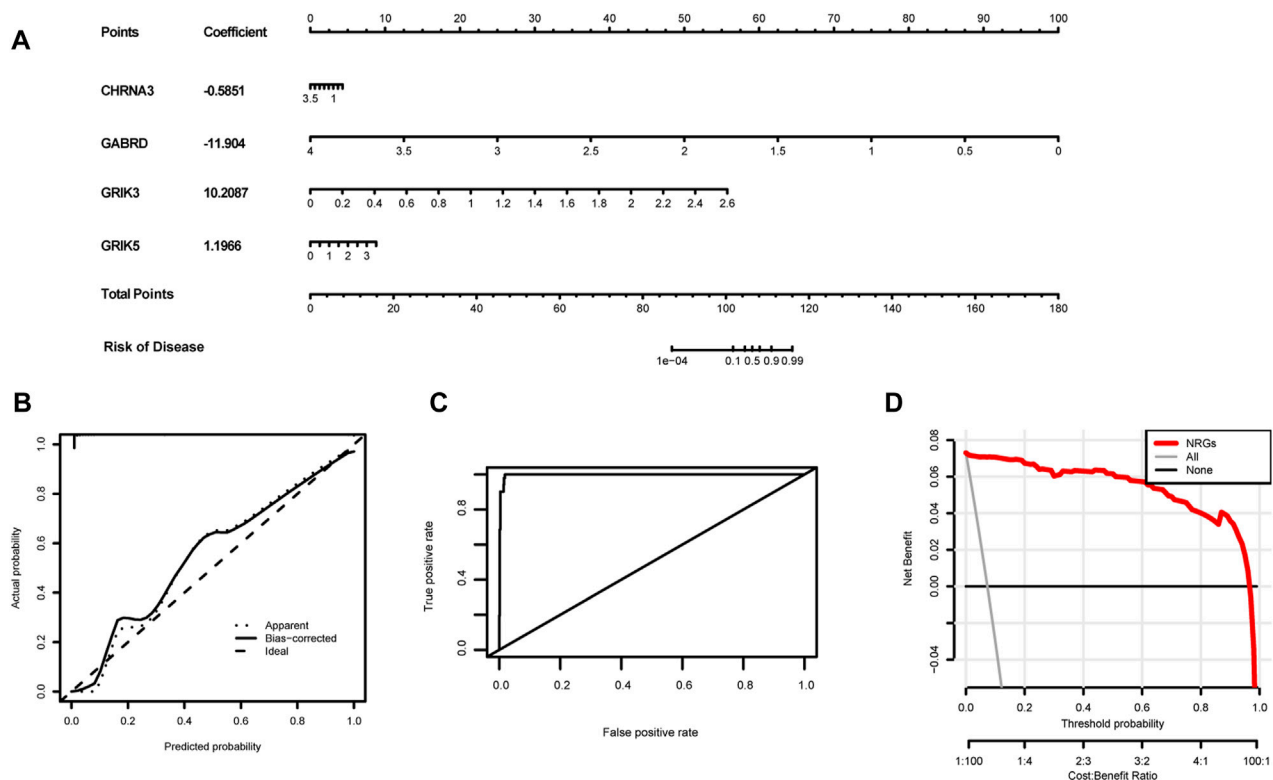 A
Points Coefficient 0 10 20 30 40 50 60 70 80 90 100
CHRNA3 -0.5851
3.5 1
GABRD -11.904
4 3.5 3 2.5 2 1.5 1 0.5 0
GRIK3 10.2087
0 0.2 0.4 0.6 0.8 1 1.2 1.4 1.6 1.8 2 2.2 2.4 2.6
GRIK5 1.1966
0 1 2 3
Total Points
0 20 40 60 80 100 120 140 160 180
Risk of Disease
1e-04 0.1 0.5 0.9 0.99
B
Actual probability
1.0
0.8
0.6
0.4
0.2
0.0
Apparent
Bias-corrected
Ideal
0.0 0.2 0.4 0.6 0.8 1.0
Predicted probability
C
True positive rate
0.8
0.4
0.0
0.0 0.2 0.4 0.6 0.8 1.0
False positive rate
D
Net Benefit
0.08
0.06
0.04
0.02
0.00
-0.04
NRGs
All
None
0.0 0.2 0.4 0.6 0.8 1.0
Threshold probability
1:100 1:4 2:3 3:2 4:1 100:1
Cost:Benefit Ratio